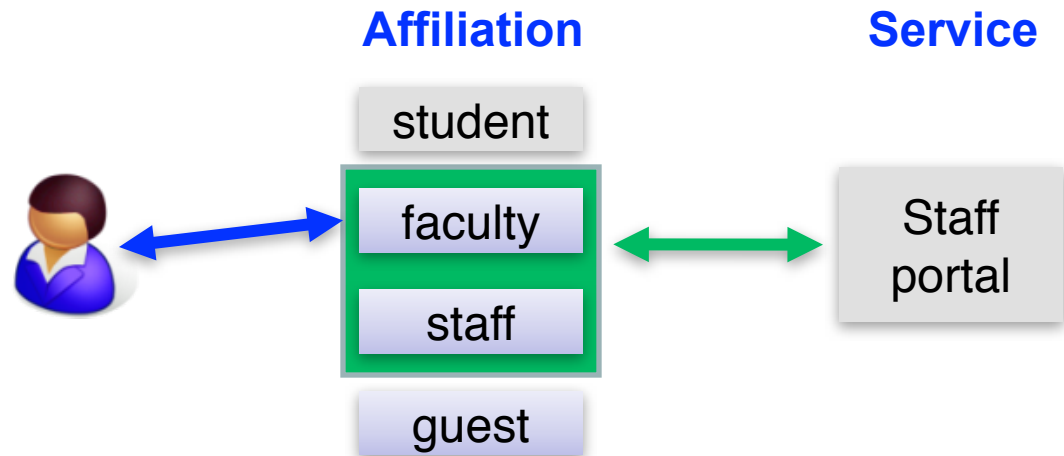 Affiliation
Service
student
faculty
staff
guest
Staff
portal